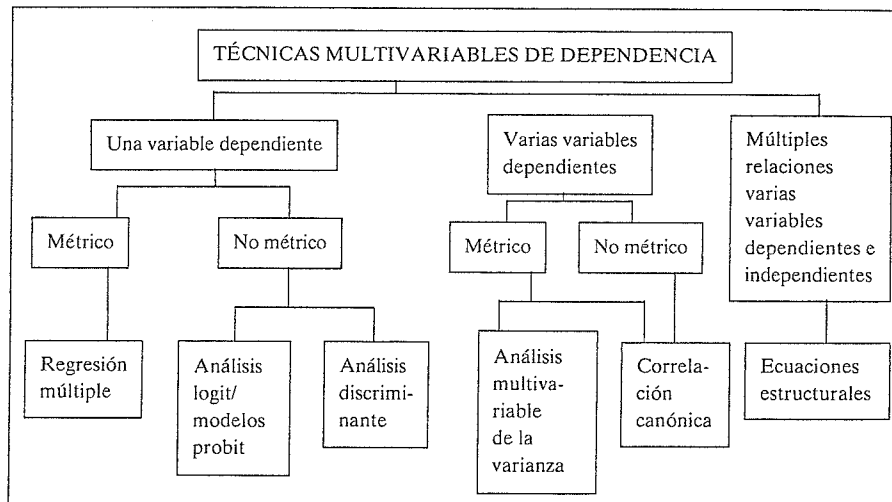 TÉCNICAS MULTIVARIABLES DE DEPENDENCIA
Una variable dependiente
Varias variables
dependientes
Múltiples
relaciones
varias
variables
dependientes e
independientes
Métrico
No métrico
Métrico
No métrico
Regresión
múltiple
Análisis
logit/
modelos
probit
Análisis
discrimi-
nante
Análisis
multiva-
riable
de la
varianza
Correla-
ción
canónica
Ecuaciones
estructurales